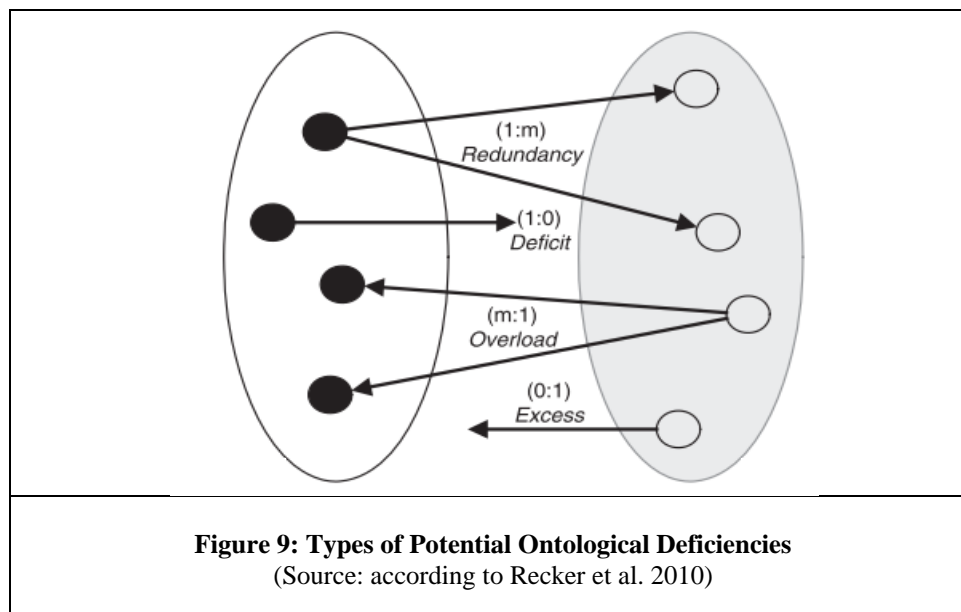 (1:m)
Redundancy
(1:0)
Deficit
(m:1)
Overload
(0:1)
Excess
Figure 9: Types of Potential Ontological Deficiencies
(Source: according to Recker et al. 2010)